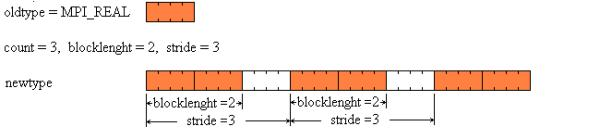 oldtype = MPI_REAL
count = 3, blocklenght = 2, stride = 3
newtype
blocklenght =2 blocklenght =2
stride =3 stride =3